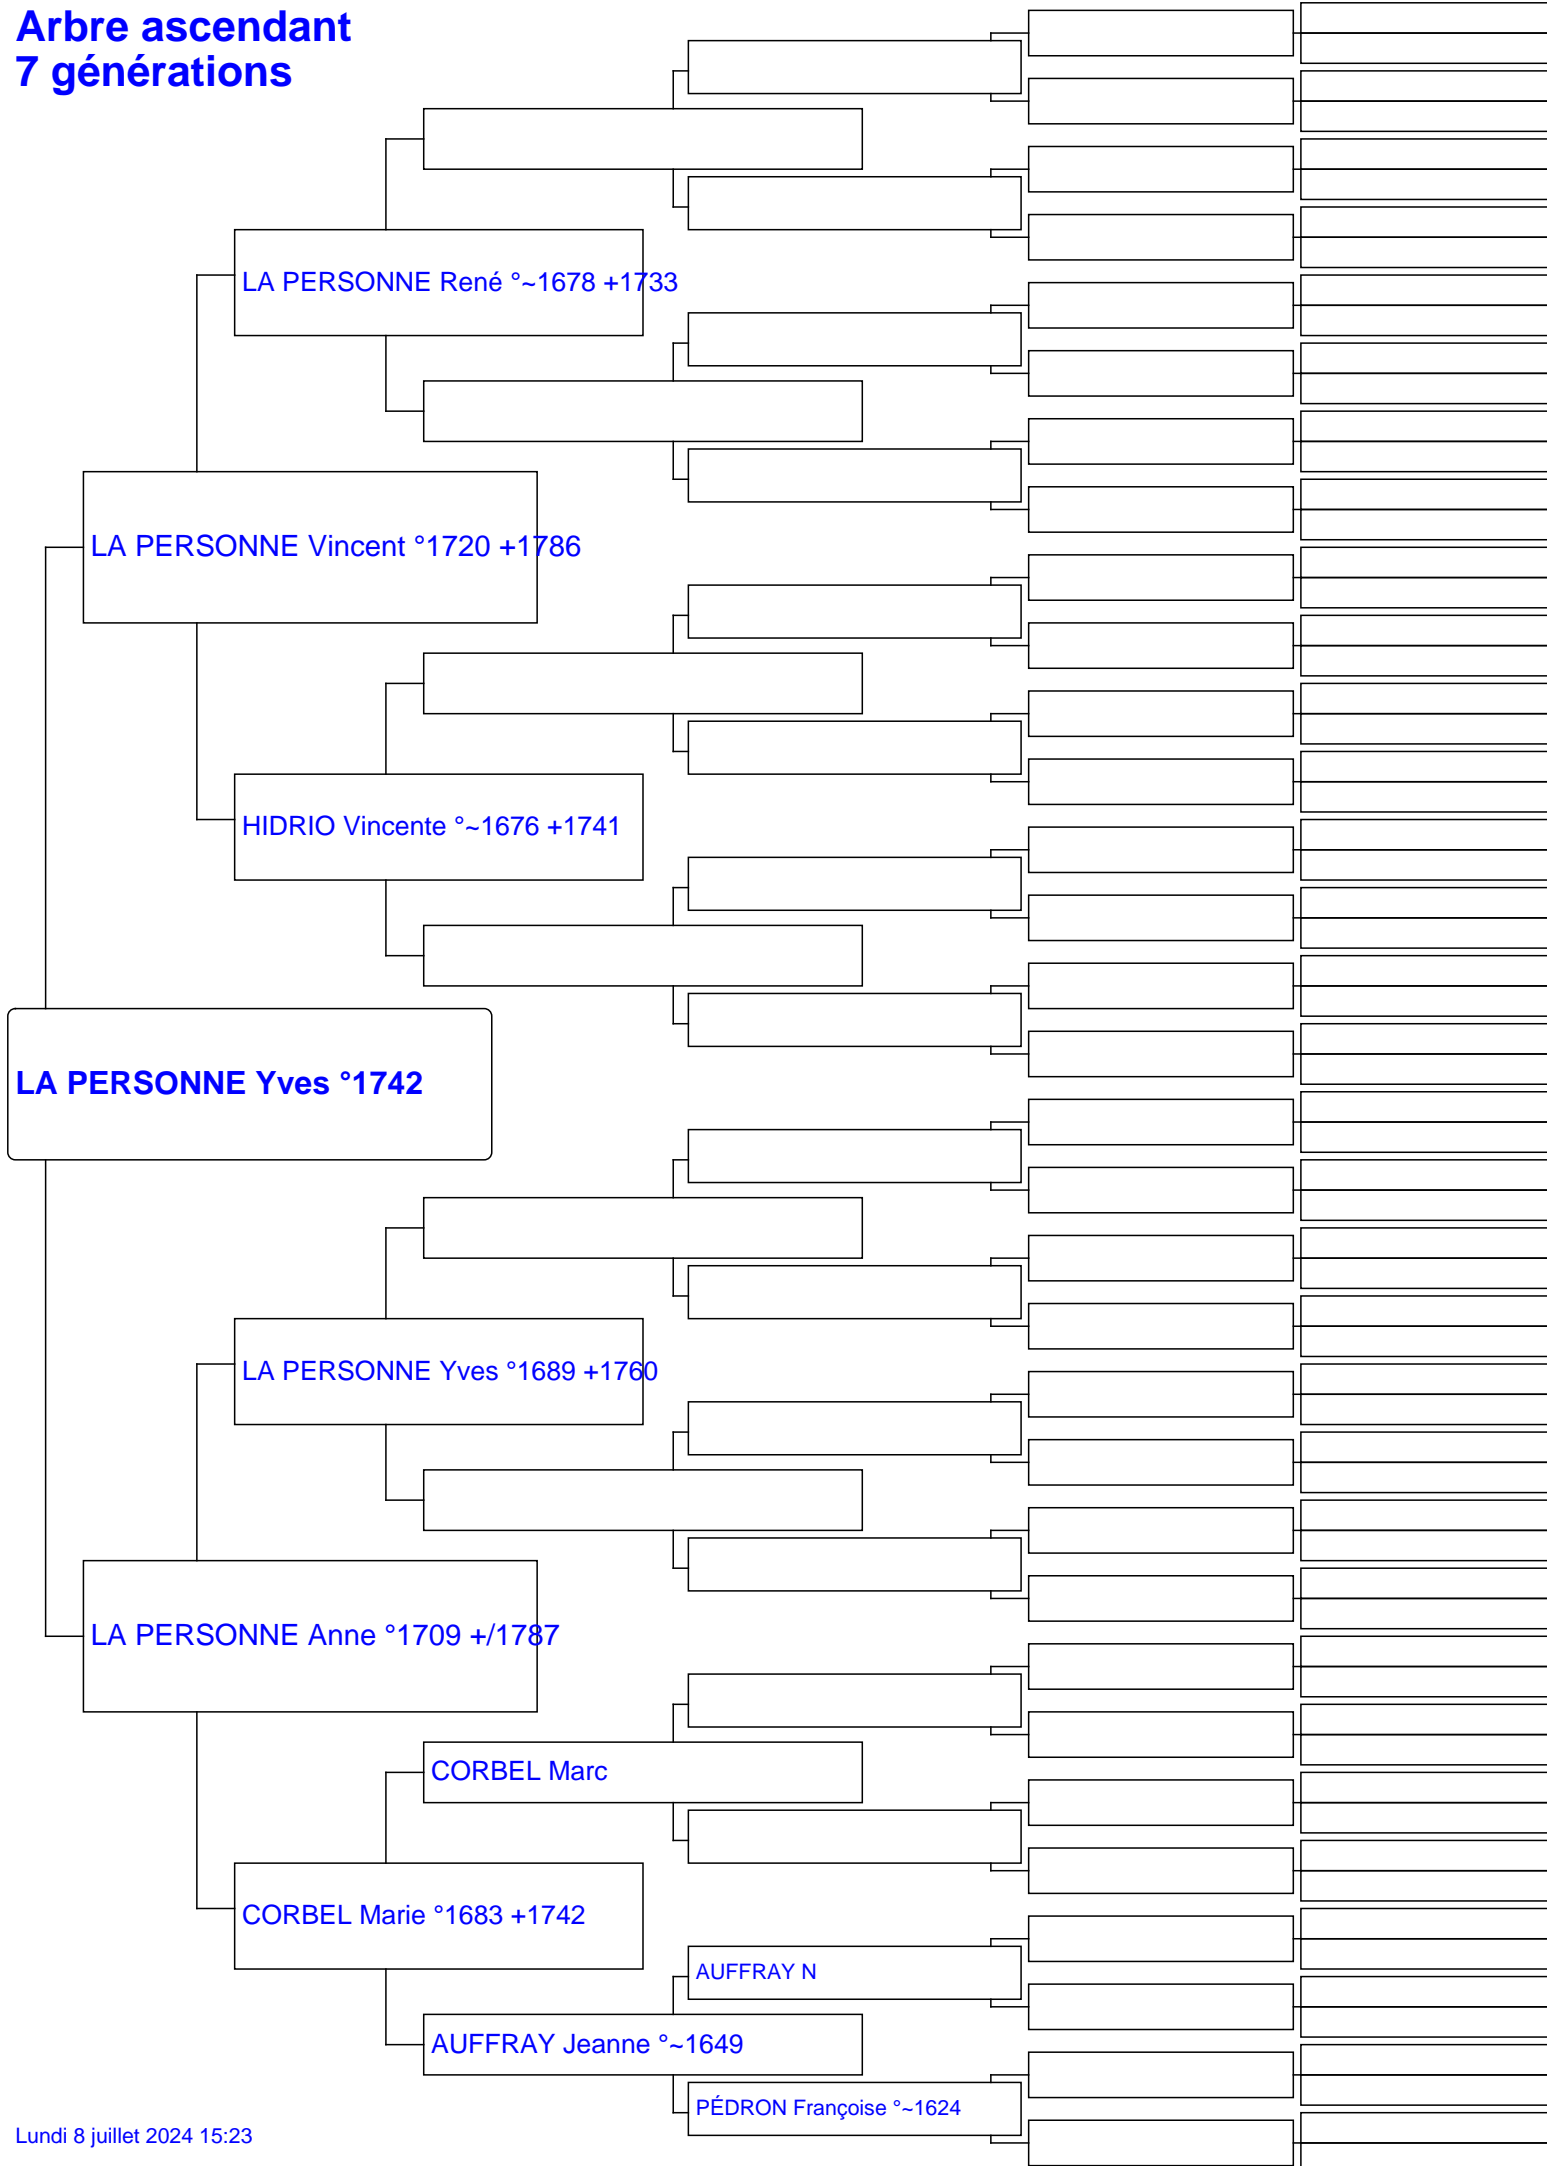 Arbre ascendant
7 générations
LA PERSONNE René °~1678 +1733
LA PERSONNE Vincent °1720 +1786
HIDRIO Vincente °~1676 +1741
LA PERSONNE Yves °1742
LA PERSONNE Yves °1689 +1760
LA PERSONNE Anne °1709 +/1787
CORBEL Marc
CORBEL Marie °1683 +1742
AUFFRAY N
AUFFRAY Jeanne °~1649
PÉDRON Françoise °~1624
Lundi 8 juillet 2024 15:23